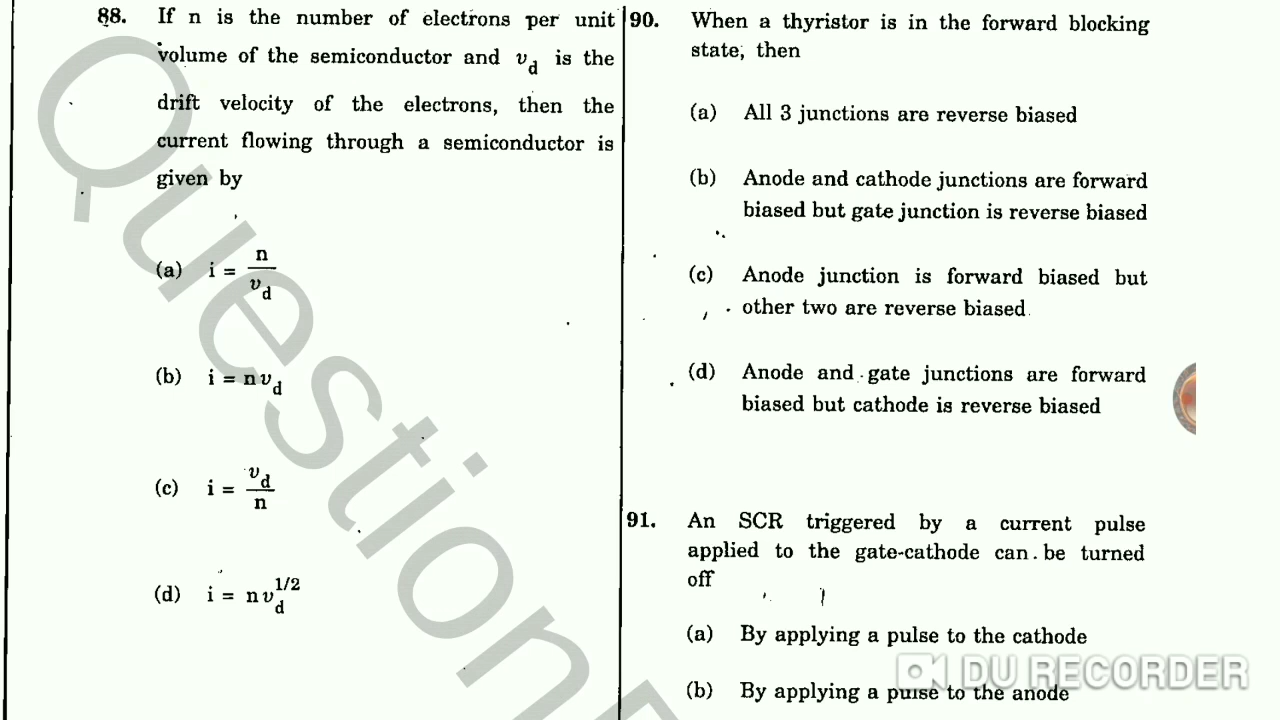 88. If n is the number of electrons per unit
volume of the semiconductor and v_d is the
drift velocity of the electrons, then the
current flowing through a semiconductor is
given by
(a) i = n / v_d
(b) i = n v_d
(c) i = v_d / n
(d) i = n v_d^1/2
90. When a thyristor is in the forward blocking
state, then
(a) All 3 junctions are reverse biased
(b) Anode and cathode junctions are forward
biased but gate junction is reverse biased
(c) Anode junction is forward biased but
other two are reverse biased
(d) Anode and gate junctions are forward
biased but cathode is reverse biased
91. An SCR triggered by a current pulse
applied to the gate-cathode can be turned
off
(a) By applying a pulse to the cathode
(b) By applying a pulse to the anode
Question
DU RECORDER